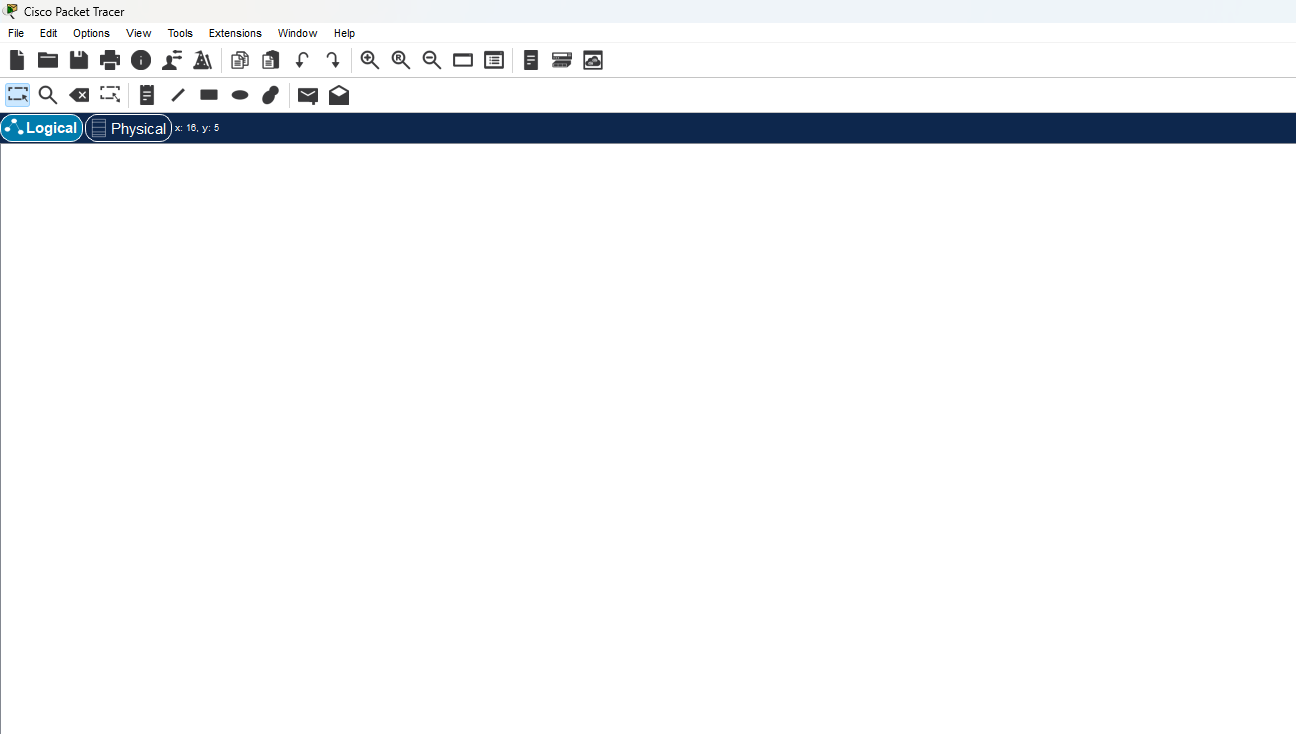 Cisco Packet Tracer
File Edit Options View Tools Extensions Window Help
Logical Physical x: 16, y: 5